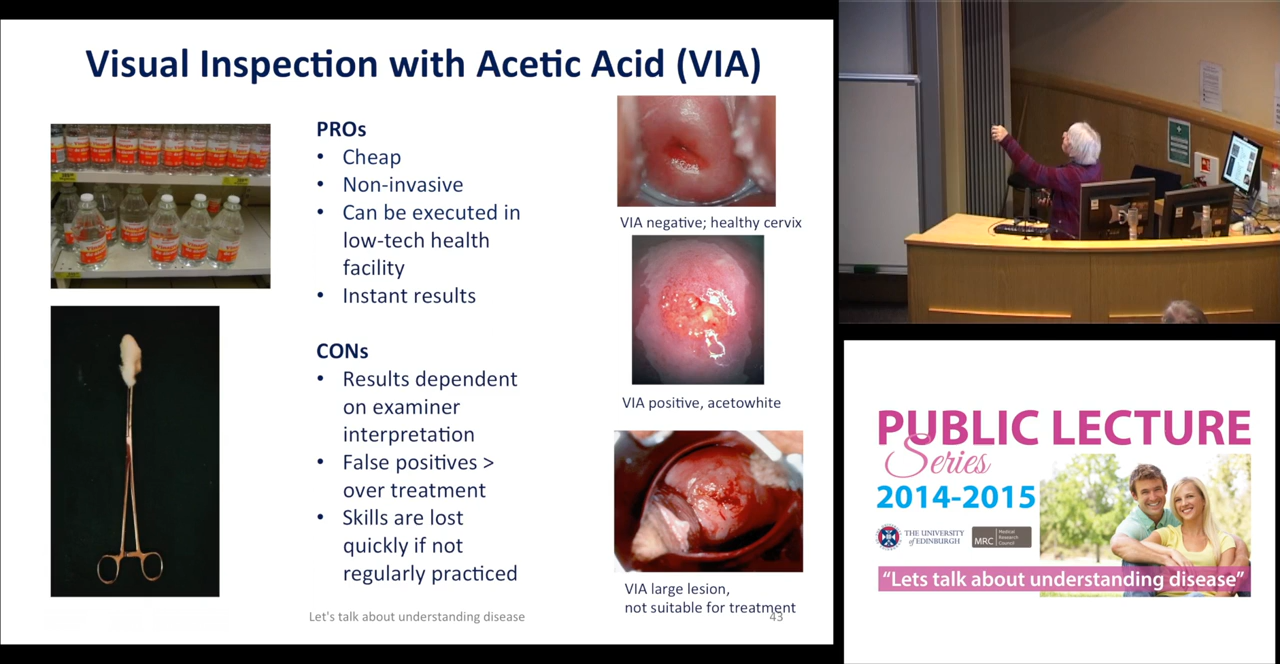 Visual Inspection with Acetic Acid (VIA)
PROs
• Cheap
• Non-invasive
• Can be executed in
low-tech health
facility
• Instant results
CONs
• Results dependent
on examiner
interpretation
• False positives >
over treatment
• Skills are lost
quickly if not
regularly practiced
VIA negative; healthy cervix
VIA positive, acetowhite
VIA large lesion,
not suitable for treatment
Let's talk about understanding disease
43
PUBLIC LECTURE
Series
2014-2015
THE UNIVERSITY
of EDINBURGH
MRC
Medical
Research
Council
"Lets talk about understanding disease"